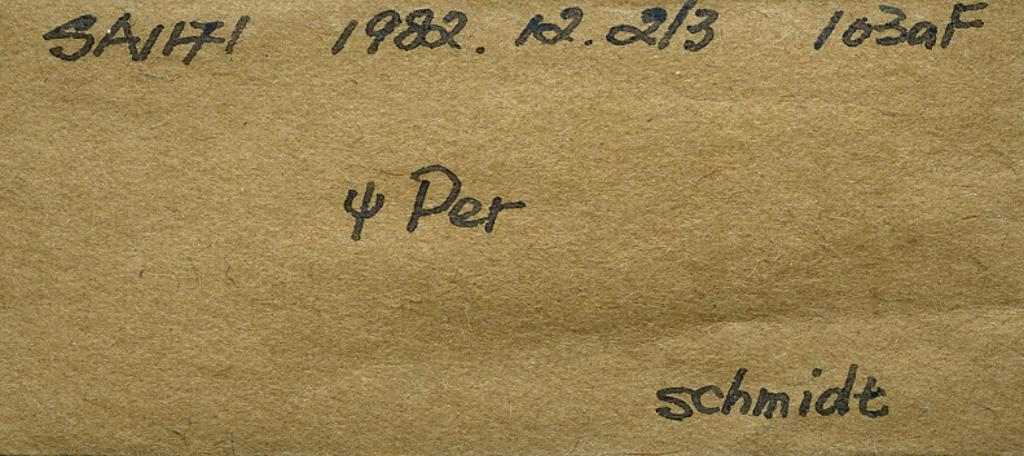 SA1171 1982. 12. 2/3 103aF
ψ Per
schmidt